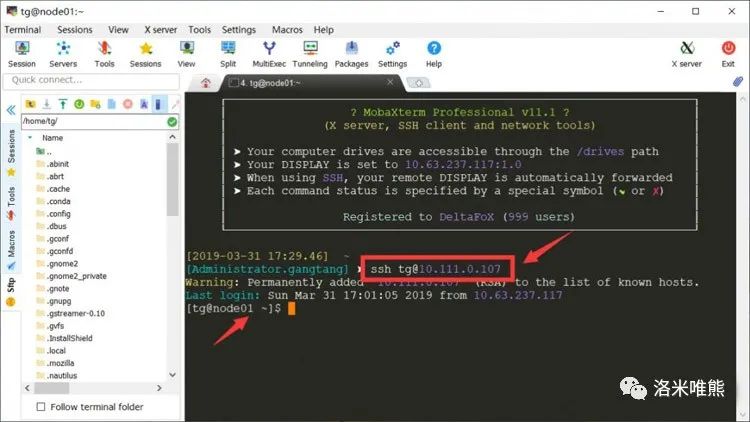 tg@node01:~
Terminal Sessions View X server Tools Settings Macros Help
Session Servers Tools Sessions View Split MultiExec Tunneling Packages Settings Help X server Exit
Quick connect...
4. tg@node01:~
/home/tg/
Name
..
.abinit
.abrt
.cache
.conda
.config
.dbus
.gconf
.gconfd
.gnome2
.gnome2_private
.gnote
.gnupg
.gstreamer-0.10
.gvfs
.InstallShield
.local
.mozilla
.nautilus
Follow terminal folder
Sessions
Tools
Macros
Sftp
? MobaXterm Professional v11.1 ?
(X server, SSH client and network tools)
➤ Your computer drives are accessible through the /drives path
➤ Your DISPLAY is set to 10.63.237.117:1.0
➤ When using SSH, your remote DISPLAY is automatically forwarded
➤ Each command status is specified by a special symbol (✔ or ✗)
Registered to DeltaFoX (999 users)
[2019-03-31 17:29.46] ~
[Administrator.gangtang] ➤ ssh tg@10.111.0.107
Warning: Permanently added '10.111.0.107' (RSA) to the list of known hosts.
Last login: Sun Mar 31 17:01:05 2019 from 10.63.237.117
[tg@node01 ~]$
洛米唯熊